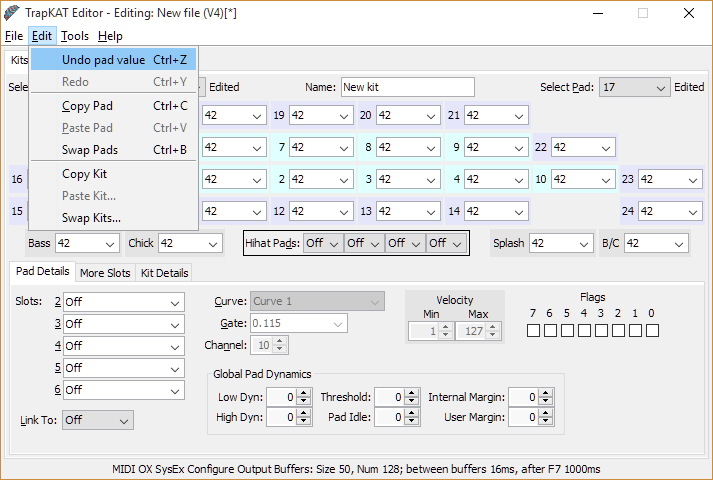 TrapKAT Editor - Editing: New file (V4)[*]
File Edit Tools Help
Kits
Undo pad value Ctrl+Z
Redo Ctrl+Y
Copy Pad Ctrl+C
Paste Pad Ctrl+V
Swap Pads Ctrl+B
Copy Kit
Paste Kit...
Swap Kits...
Edited Name: New kit Select Pad: 17 Edited
42 19 42 20 42 21 42
42 7 42 8 42 9 42 22 42
16 42 2 42 3 42 4 42 10 42 23 42
15 42 12 42 13 42 14 42 24 42
Bass 42 Chick 42 Hihat Pads: Off Off Off Off Splash 42 B/C 42
Pad Details More Slots Kit Details
Slots: 2 Off Curve: Curve 1 Velocity Flags
3 Off Gate: 0.115 Min Max 7 6 5 4 3 2 1 0
4 Off Channel: 10 1 127
5 Off Global Pad Dynamics
6 Off Low Dyn: 0 Threshold: 0 Internal Margin: 0
Link To: Off High Dyn: 0 Pad Idle: 0 User Margin: 0
MIDI OX SysEx Configure Output Buffers: Size 50, Num 128; between buffers 16ms, after F7 1000ms